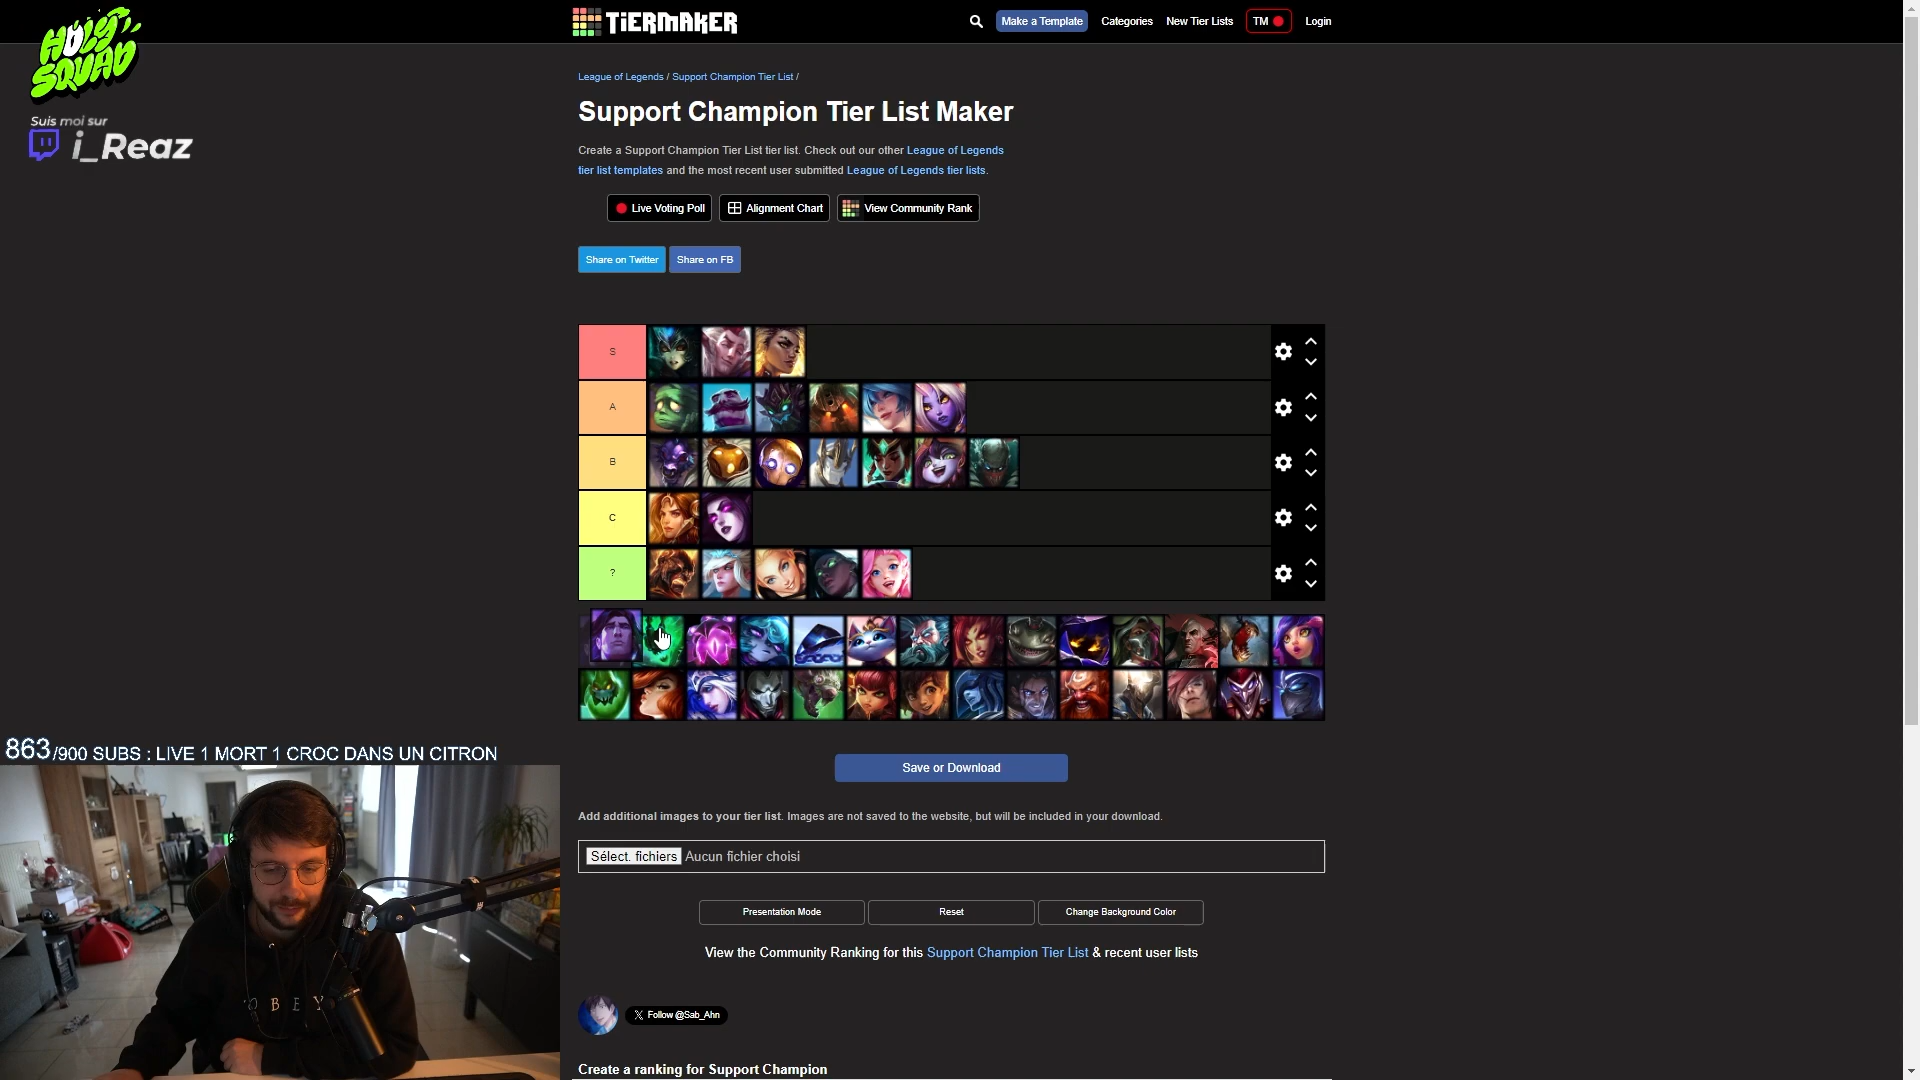 HOLY SQUAD
Suis moi sur
i_Reaz
TiERMAKER
Make a Template
Categories
New Tier Lists
TM
Login
League of Legends / Support Champion Tier List /
Support Champion Tier List Maker
Create a Support Champion Tier List tier list. Check out our other League of Legends
tier list templates and the most recent user submitted League of Legends tier lists.
Live Voting Poll
Alignment Chart
View Community Rank
Share on Twitter
Share on FB
S
A
B
C
?
863/900 SUBS : LIVE 1 MORT 1 CROC DANS UN CITRON
Save or Download
Add additional images to your tier list. Images are not saved to the website, but will be included in your download.
Sélect. fichiers Aucun fichier choisi
Presentation Mode
Reset
Change Background Color
View the Community Ranking for this Support Champion Tier List & recent user lists
OBEY
Follow @Sab_Ahn
Create a ranking for Support Champion